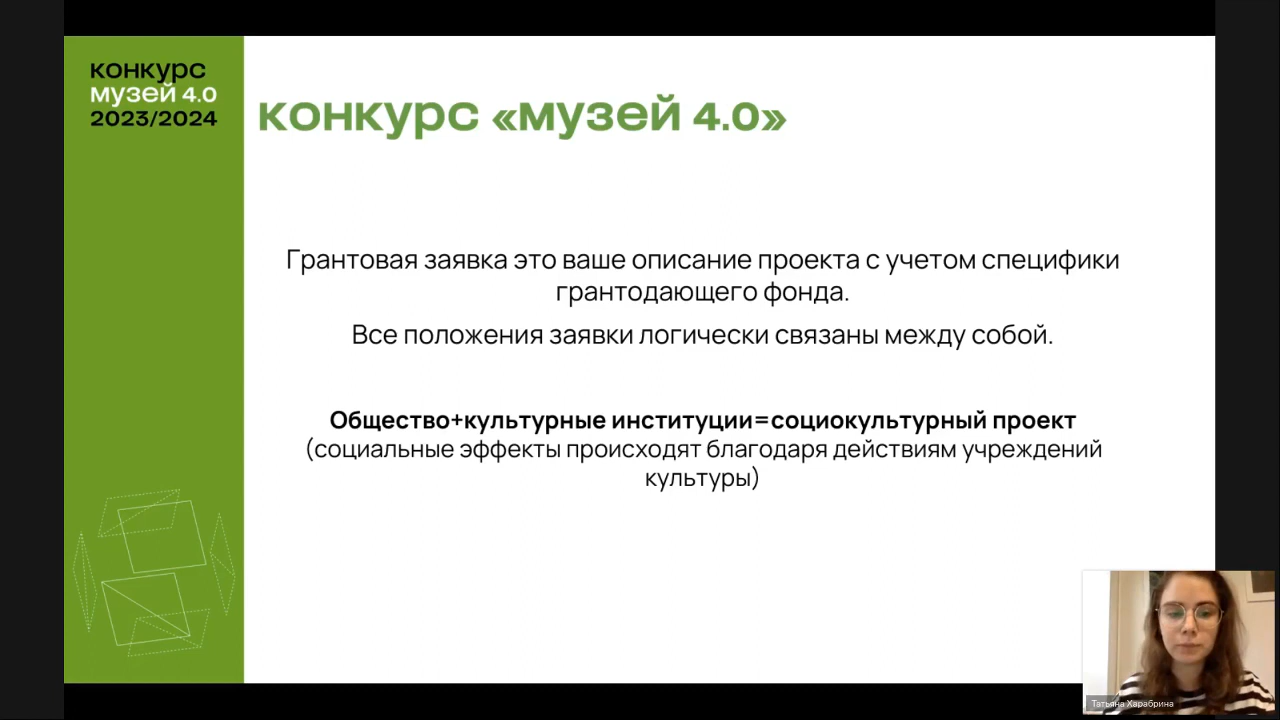 конкурс
музей 4.0
2023/2024
конкурс «музей 4.0»
Грантовая заявка это ваше описание проекта с учетом специфики
грантодающего фонда.
Все положения заявки логически связаны между собой.
Общество+культурные институции=социокультурный проект
(социальные эффекты происходят благодаря действиям учреждений
культуры)
Татьяна Харабрина